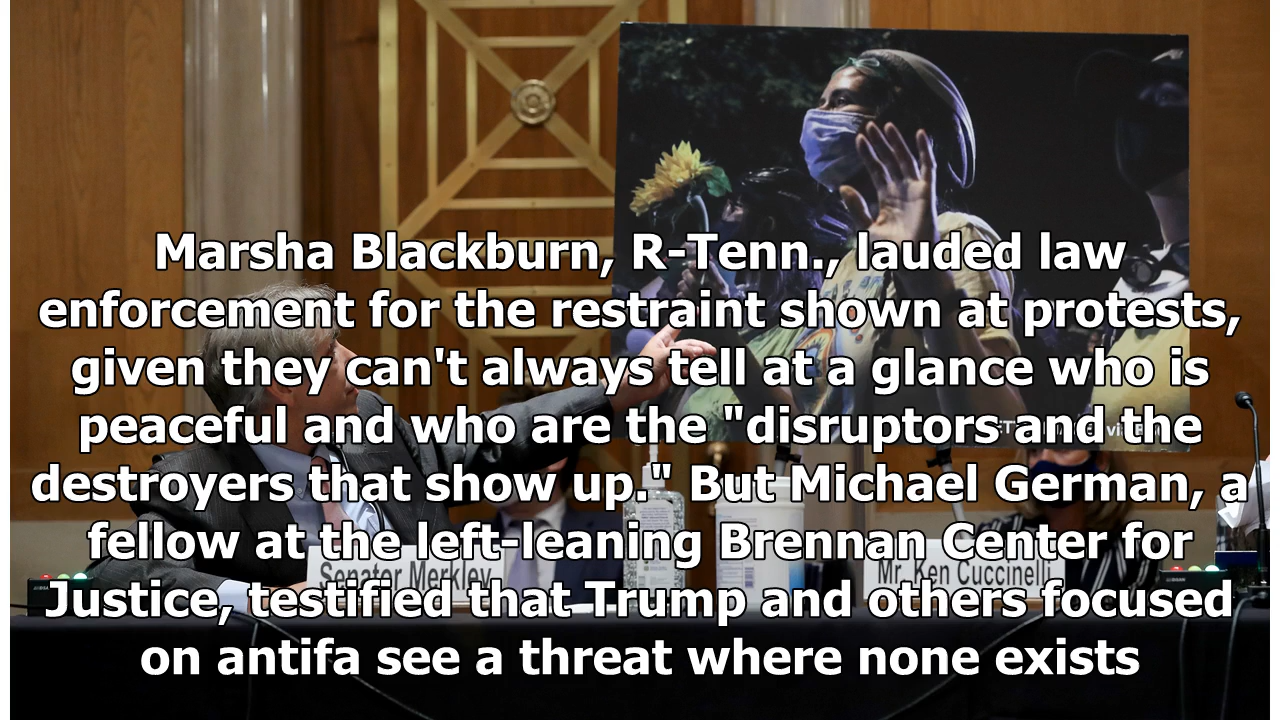 Marsha Blackburn, R-Tenn., lauded law
enforcement for the restraint shown at protests,
given they can't always tell at a glance who is
peaceful and who are the "disruptors and the
destroyers that show up." But Michael German, a
fellow at the left-leaning Brennan Center for
Justice, testified that Trump and others focused
on antifa see a threat where none exists
Senator Merkley
Mr. Ken Cuccinelli